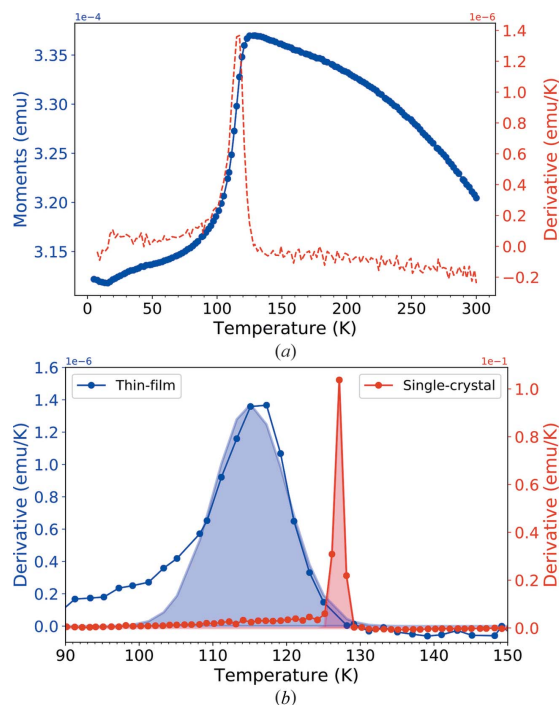 1e−4
1e−6
3.35
3.30
3.25
3.20
3.15
Moments (emu)
1.4
1.2
1.0
0.8
0.6
0.4
0.2
0.0
−0.2
Derivative (emu/K)
0 50 100 150 200 250 300
Temperature (K)
(a)
1e−6
1e−1
Thin-film
Single-crystal
1.6
1.4
1.2
1.0
0.8
0.6
0.4
0.2
0.0
Derivative (emu/K)
1.0
0.8
0.6
0.4
0.2
0.0
Derivative (emu/K)
90 100 110 120 130 140 150
Temperature (K)
(b)